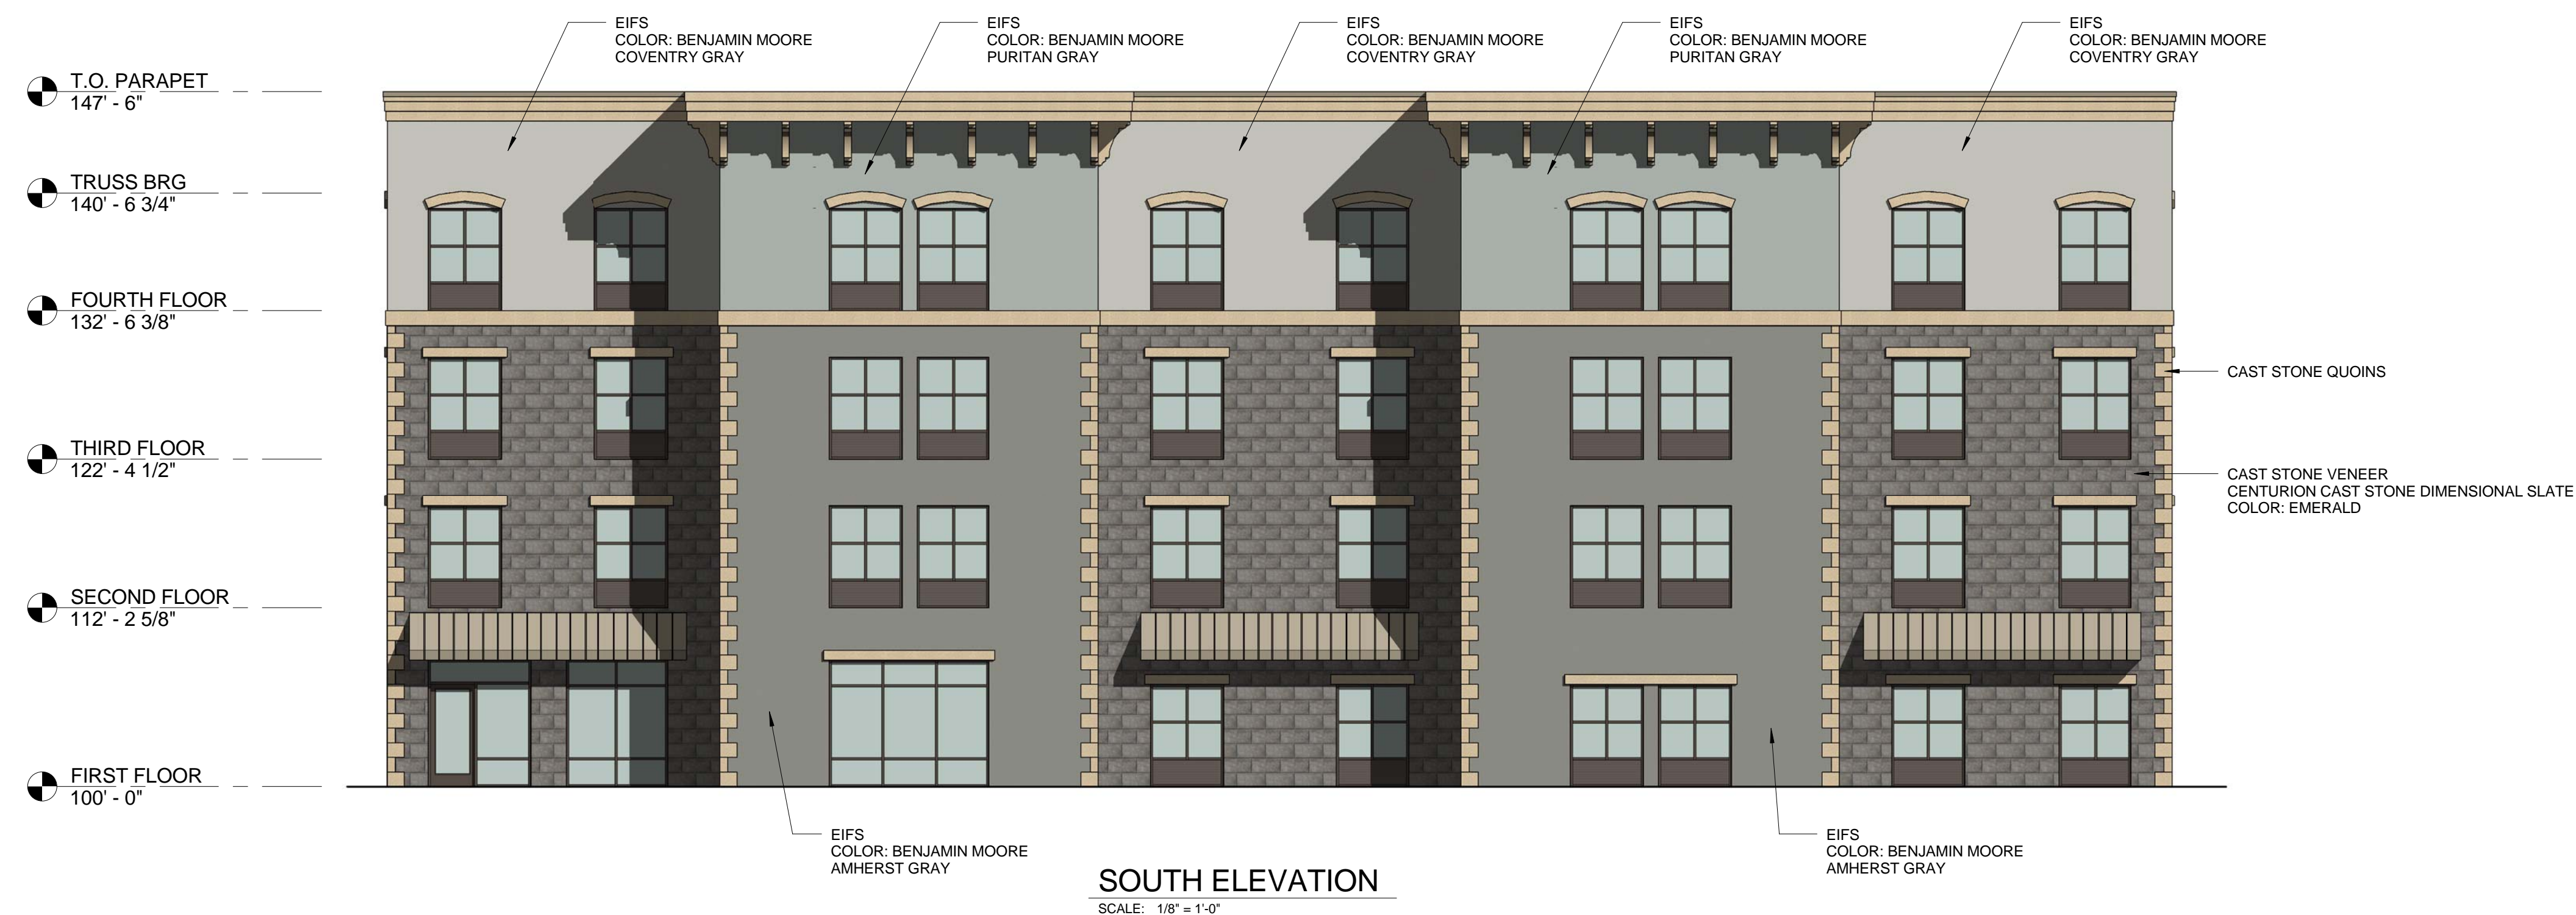 EIFS
COLOR: BENJAMIN MOORE
COVENTRY GRAY
EIFS
COLOR: BENJAMIN MOORE
PURITAN GRAY
EIFS
COLOR: BENJAMIN MOORE
COVENTRY GRAY
EIFS
COLOR: BENJAMIN MOORE
PURITAN GRAY
EIFS
COLOR: BENJAMIN MOORE
COVENTRY GRAY
T.O. PARAPET
147' - 6"
TRUSS BRG
140' - 6 3/4"
FOURTH FLOOR
132' - 6 3/8"
THIRD FLOOR
122' - 4 1/2"
SECOND FLOOR
112' - 2 5/8"
FIRST FLOOR
100' - 0"
CAST STONE QUOINS
CAST STONE VENEER
CENTURION CAST STONE DIMENSIONAL SLATE
COLOR: EMERALD
EIFS
COLOR: BENJAMIN MOORE
AMHERST GRAY
EIFS
COLOR: BENJAMIN MOORE
AMHERST GRAY
SOUTH ELEVATION
SCALE: 1/8" = 1'-0"